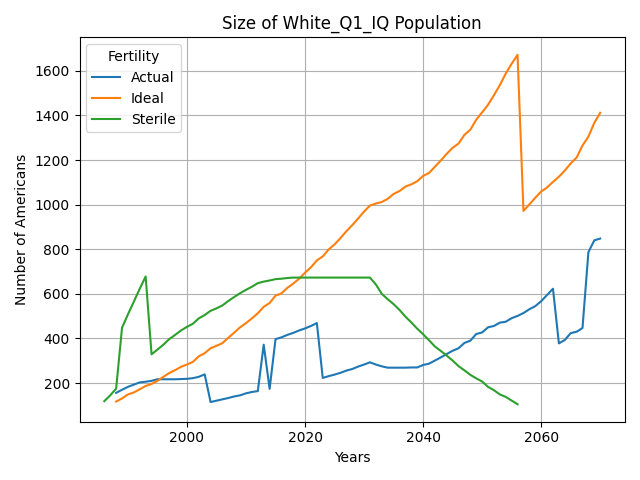 Size of White_Q1_IQ Population
Number of Americans
1600
1400
1200
1000
800
600
400
200
Fertility
Actual
Ideal
Sterile
2000
2020
2040
2060
Years